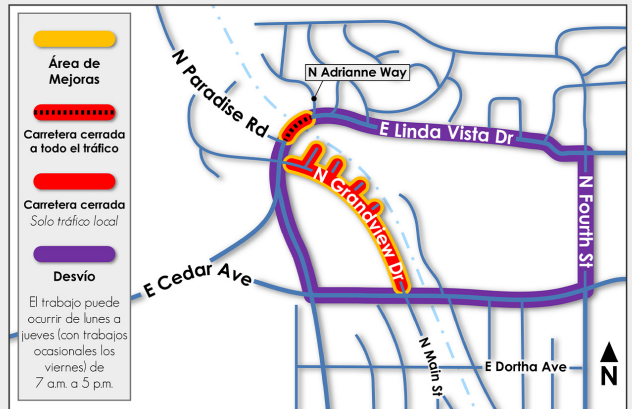 Área de
Mejoras
Carretera cerrada
a todo el tráfico
Carretera cerrada
Solo tráfico local
Desvío
El trabajo puede
ocurrir de lunes a
jueves (con trabajos
ocasionales los
viernes) de
7 a.m. a 5 p.m.
N Paradise Rd
N Adrianne Way
E Linda Vista Dr
N Grandview Dr
N Fourth St
E Cedar Ave
N Main St
E Dortha Ave
N